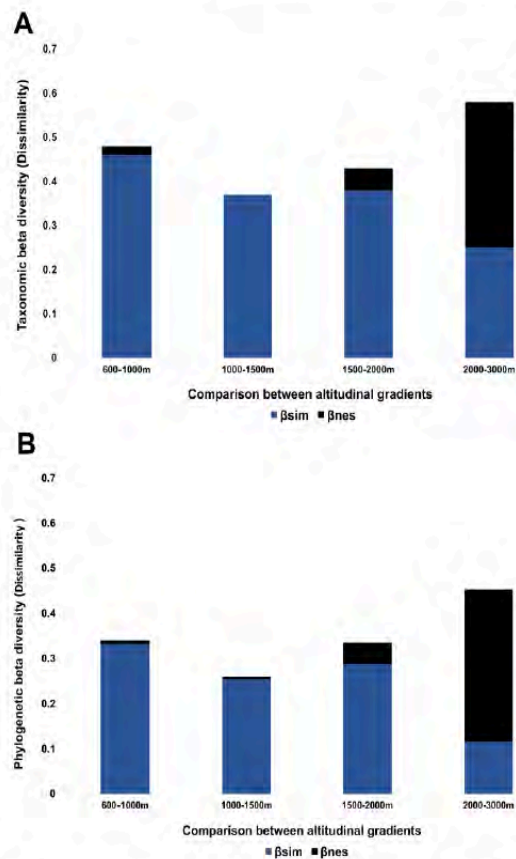 A
Taxonomic beta diversity (Dissimilarity)
0.7
0.6
0.5
0.4
0.3
0.2
0.1
0
600-1000m 1000-1500m 1500-2000m 2000-3000m
Comparison between altitudinal gradients
βsim βnes
B
Phylogenetic beta diversity (Dissimilarity )
0.7
0.6
0.5
0.4
0.3
0.2
0.1
0
600-1000m 1000-1500m 1500-2000m 2000-3000m
Comparison between altitudinal gradients
βsim βnes